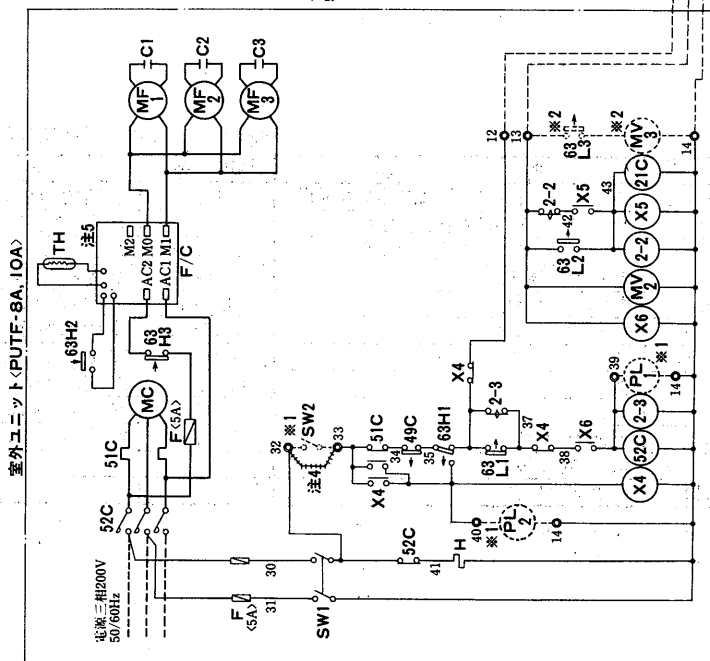 室外ユニット<PUTF-8A, 10A>
電源三相200V
50/60Hz
52C
51C
MC
F<5A>
63H2
63
H3
TH
注5
M2
AC2 M0
AC1 M1
F/C
MF
1
C1
MF
2
C2
MF
3
C3
F
<5A>
30
31
SW1
52C
41
H
32
※1
SW2
33
注4
51C
34
49C
35
63H1
X4
63
L1
2-3
37
X4
38
X6
X4
39
PL
1
※1
14
2-3
52C
X4
40
※1
PL
2
14
12
13
※2
63
L3
※2
MV
3
14
2-2
42
X5
43
63
L2
21C
X5
2-2
MV
2
X6